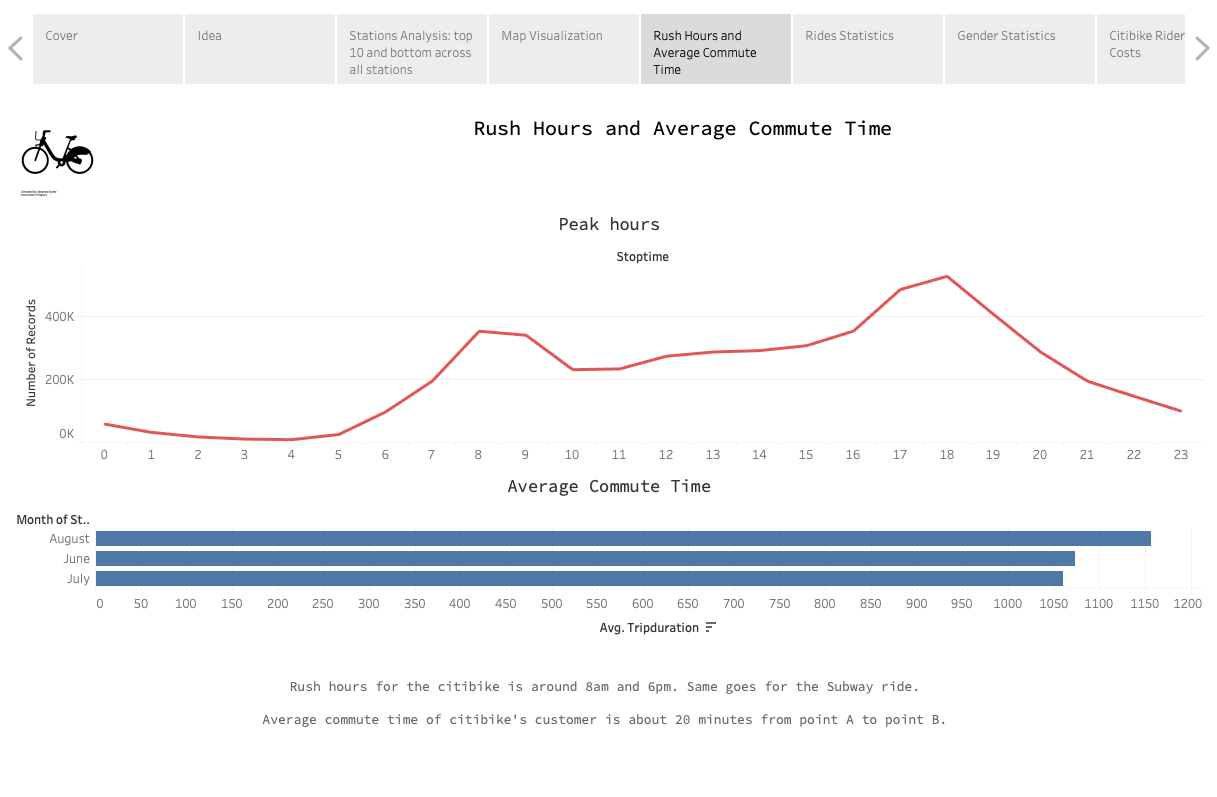 Cover
Idea
Stations Analysis: top
10 and bottom across
all stations
Map Visualization
Rush Hours and
Average Commute
Time
Rides Statistics
Gender Statistics
Citibike Rider
Costs
Rush Hours and Average Commute Time
Peak hours
Stoptime
Number of Records
400K
200K
0K
0 1 2 3 4 5 6 7 8 9 10 11 12 13 14 15 16 17 18 19 20 21 22 23
Average Commute Time
Month of St..
August
June
July
0 50 100 150 200 250 300 350 400 450 500 550 600 650 700 750 800 850 900 950 1000 1050 1100 1150 1200
Avg. Tripduration
Rush hours for the citibike is around 8am and 6pm. Same goes for the Subway ride.
Average commute time of citibike's customer is about 20 minutes from point A to point B.